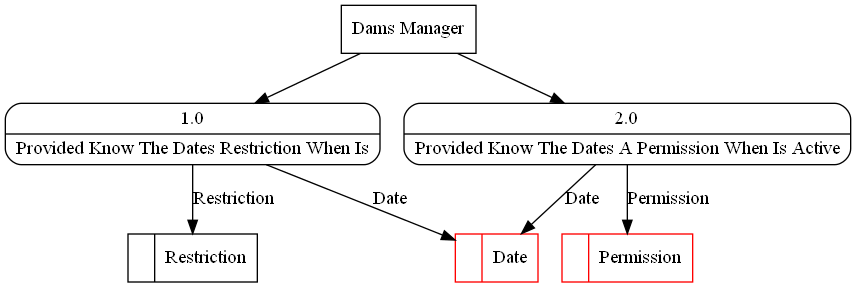 Dams Manager
1.0
Provided Know The Dates Restriction When Is
2.0
Provided Know The Dates A Permission When Is Active
Restriction
Date
Date
Permission
Restriction
Date
Permission